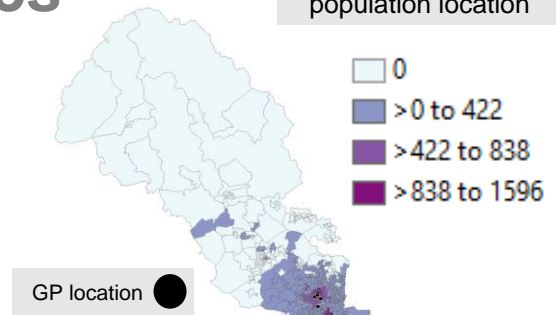 population location
0
>0 to 422
>422 to 838
>838 to 1596
GP location